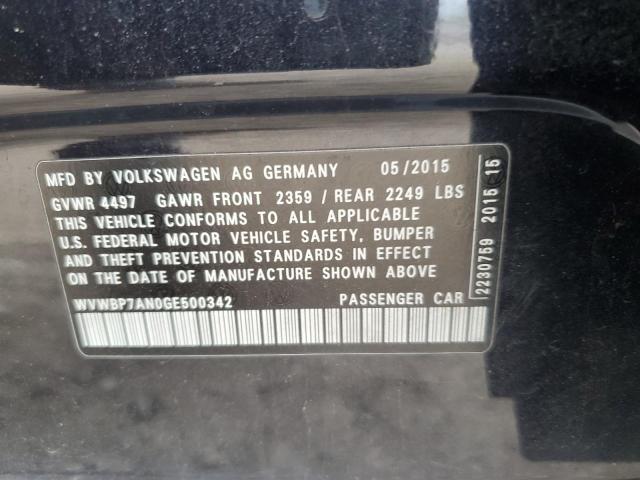 MFD BY VOLKSWAGEN AG GERMANY 05/2015
GVWR 4497 GAWR FRONT 2359 / REAR 2249 LBS
THIS VEHICLE CONFORMS TO ALL APPLICABLE
U.S. FEDERAL MOTOR VEHICLE SAFETY, BUMPER
AND THEFT PREVENTION STANDARDS IN EFFECT
ON THE DATE OF MANUFACTURE SHOWN ABOVE
WVWBP7AN0GE500342 PASSENGER CAR
2230759 2015 15